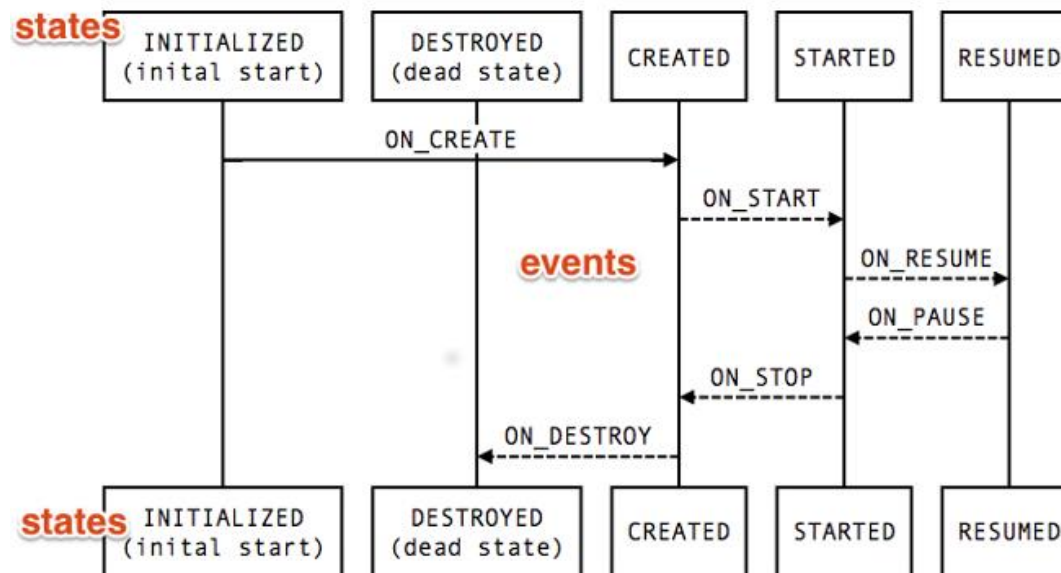 states
INITIALIZED
(inital start)
DESTROYED
(dead state)
CREATED
STARTED
RESUMED
ON_CREATE
ON_START
events
ON_RESUME
ON_PAUSE
ON_STOP
ON_DESTROY
states
INITIALIZED
(inital start)
DESTROYED
(dead state)
CREATED
STARTED
RESUMED